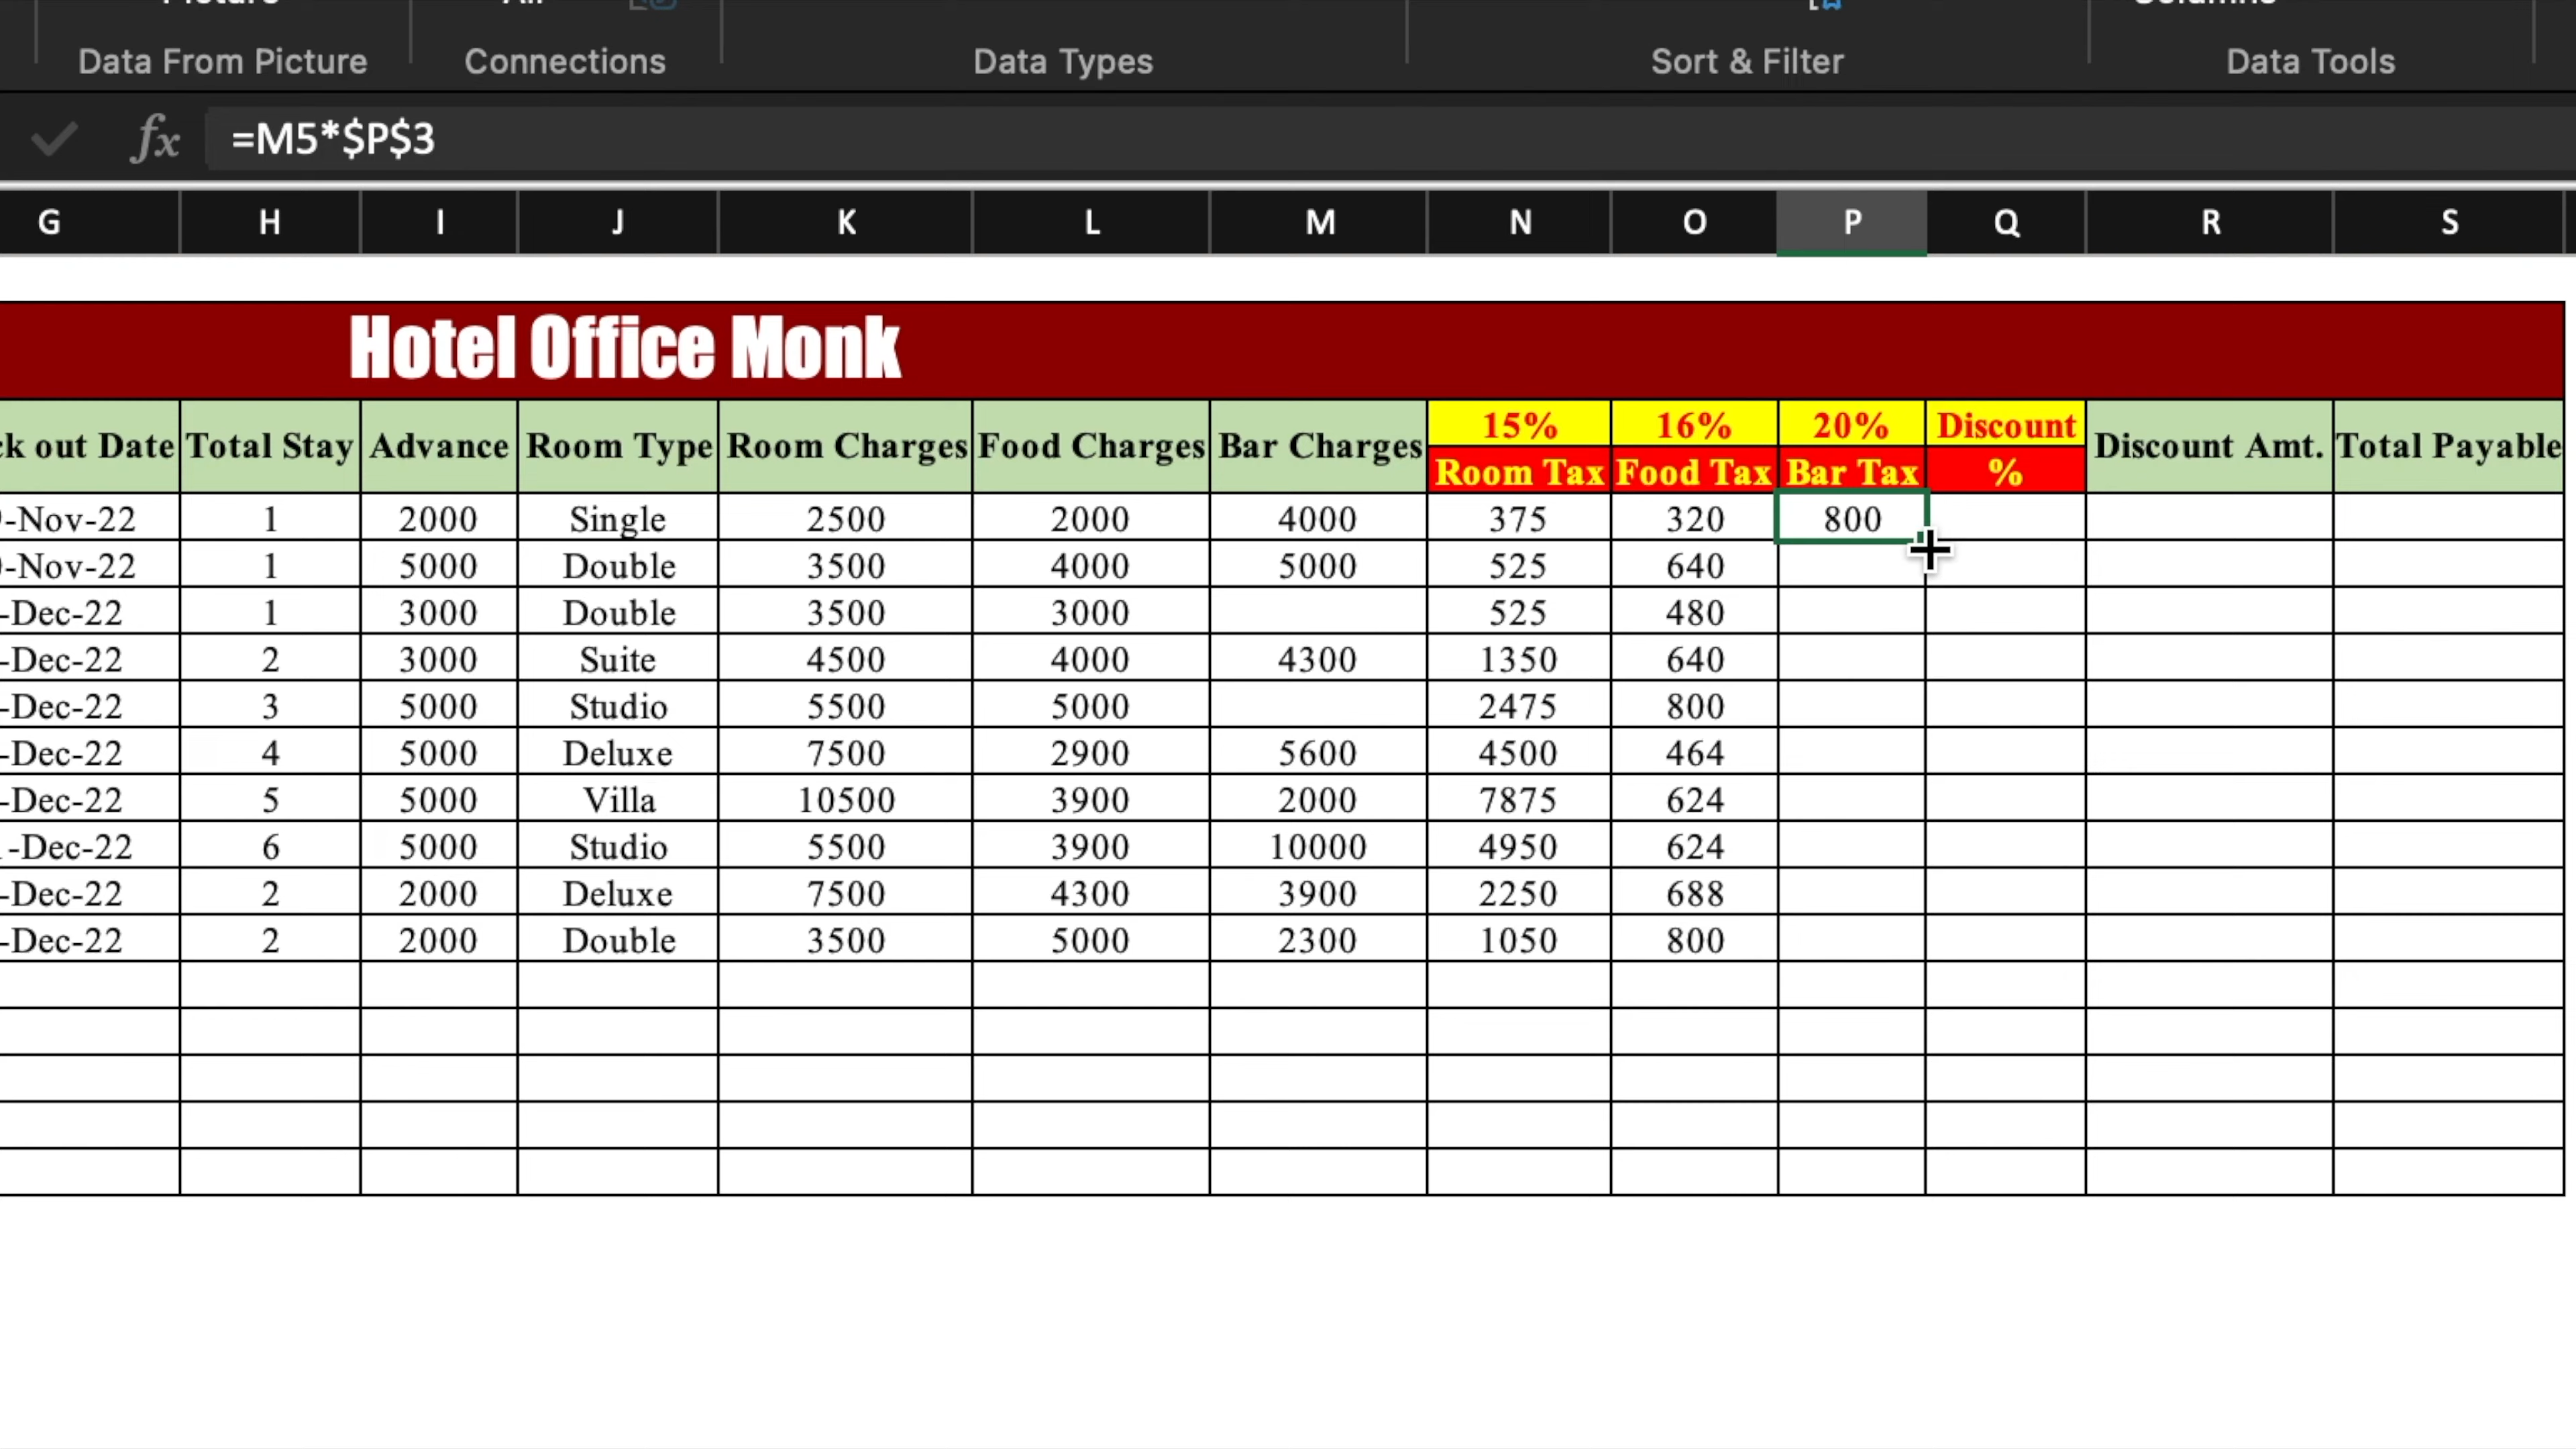 Data From Picture Connections Data Types Sort & Filter Data Tools
fx =M5*$P$3
G H I J K L M N O P Q R S
Hotel Office Monk
15% 16% 20% Discount
ck out Date Total Stay Advance Room Type Room Charges Food Charges Bar Charges Room Tax Food Tax Bar Tax % Discount Amt. Total Payable
-Nov-22 1 2000 Single 2500 2000 4000 375 320 800
-Nov-22 1 5000 Double 3500 4000 5000 525 640
-Dec-22 1 3000 Double 3500 3000 525 480
-Dec-22 2 3000 Suite 4500 4000 4300 1350 640
-Dec-22 3 5000 Studio 5500 5000 2475 800
-Dec-22 4 5000 Deluxe 7500 2900 5600 4500 464
-Dec-22 5 5000 Villa 10500 3900 2000 7875 624
-Dec-22 6 5000 Studio 5500 3900 10000 4950 624
-Dec-22 2 2000 Deluxe 7500 4300 3900 2250 688
-Dec-22 2 2000 Double 3500 5000 2300 1050 800